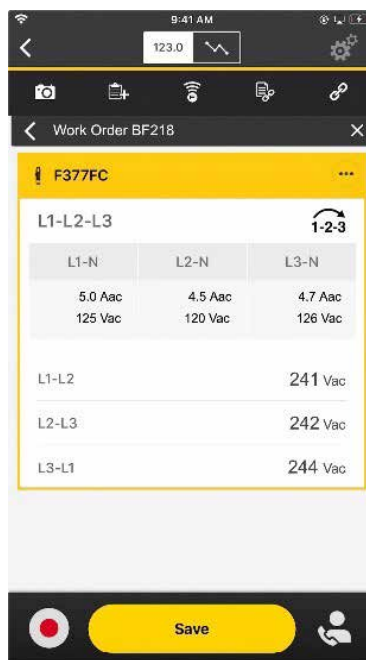 9:41 AM
123.0
Work Order BF218
F377FC
L1-L2-L3
1-2-3
L1-N L2-N L3-N
5.0 Aac 4.5 Aac 4.7 Aac
125 Vac 120 Vac 126 Vac
L1-L2 241 Vac
L2-L3 242 Vac
L3-L1 244 Vac
Save